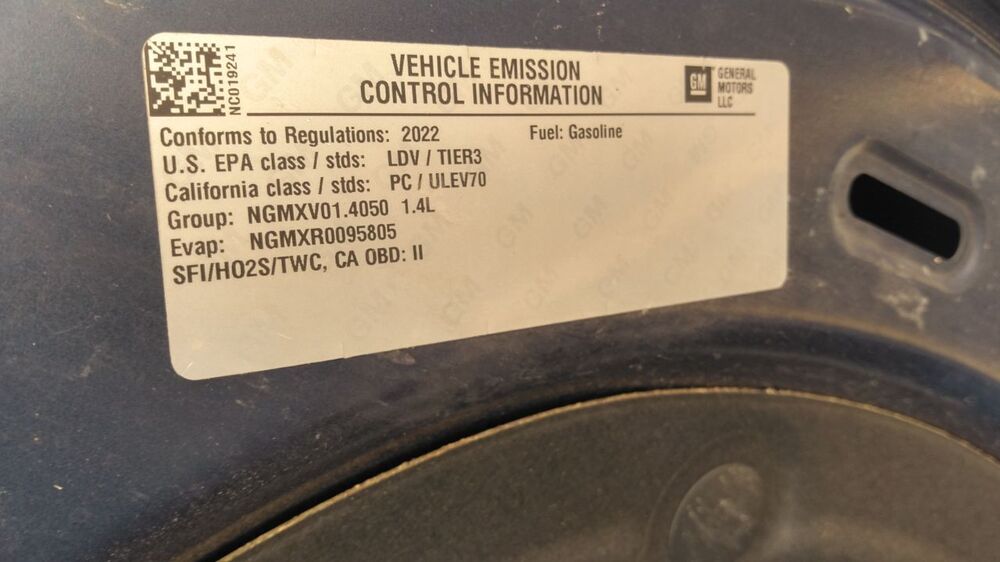 VEHICLE EMISSION
CONTROL INFORMATION
GM GENERAL
MOTORS
LLC
NC019241
Conforms to Regulations: 2022 Fuel: Gasoline
U.S. EPA class / stds: LDV / TIER3
California class / stds: PC / ULEV70
Group: NGMXV01.4050 1.4L
Evap: NGMXR0095805
SFI/HO2S/TWC, CA OBD: II